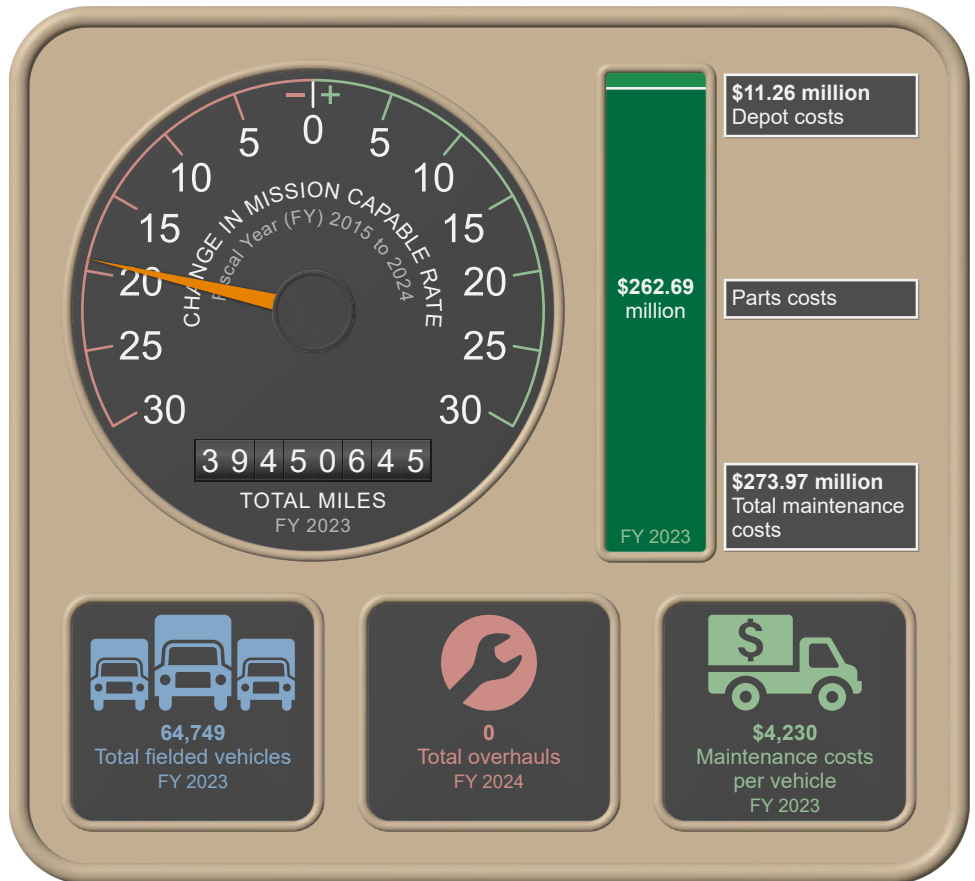 − +
0
5 5
10 10
15 15
20 20
25 25
30 30
CHANGE IN MISSION CAPABLE RATE
Fiscal Year (FY) 2015 to 2024
39450645
TOTAL MILES
FY 2023
$11.26 million
Depot costs
$262.69
million
Parts costs
$273.97 million
Total maintenance
costs
FY 2023
64,749
Total fielded vehicles
FY 2023
0
Total overhauls
FY 2024
$
$4,230
Maintenance costs
per vehicle
FY 2023